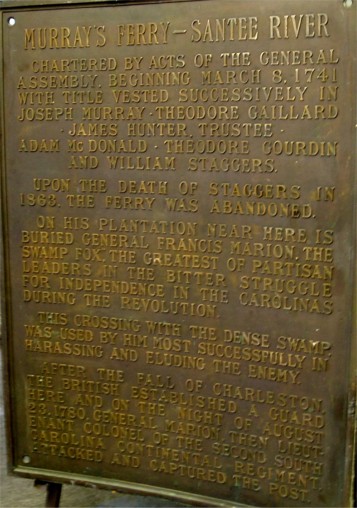 MURRAY'S FERRY—SANTEE RIVER
CHARTERED BY ACTS OF THE GENERAL
ASSEMBLY, BEGINNING MARCH 8, 1741
WITH TITLE VESTED SUCCESSIVELY IN
JOSEPH MURRAY · THEODORE GAILLARD
· JAMES HUNTER, TRUSTEE ·
ADAM McDONALD · THEODORE GOURDIN
AND WILLIAM STAGGERS.
UPON THE DEATH OF STAGGERS IN
1863, THE FERRY WAS ABANDONED.
ON HIS PLANTATION NEAR HERE IS
BURIED GENERAL FRANCIS MARION, THE
SWAMP FOX, THE GREATEST OF PARTISAN
LEADERS IN THE BITTER STRUGGLE
FOR INDEPENDENCE IN THE CAROLINAS
DURING THE REVOLUTION.
THIS CROSSING WITH THE DENSE SWAMP
WAS USED BY HIM MOST SUCCESSFULLY IN
HARASSING AND ELUDING THE ENEMY.
AFTER THE FALL OF CHARLESTON,
THE BRITISH ESTABLISHED A GUARD
HERE AND ON THE NIGHT OF AUGUST
23, 1780, GENERAL MARION, THEN LIEUT-
ENANT COLONEL OF THE SECOND SOUTH
CAROLINA CONTINENTAL REGIMENT,
ATTACKED AND CAPTURED THE POST.